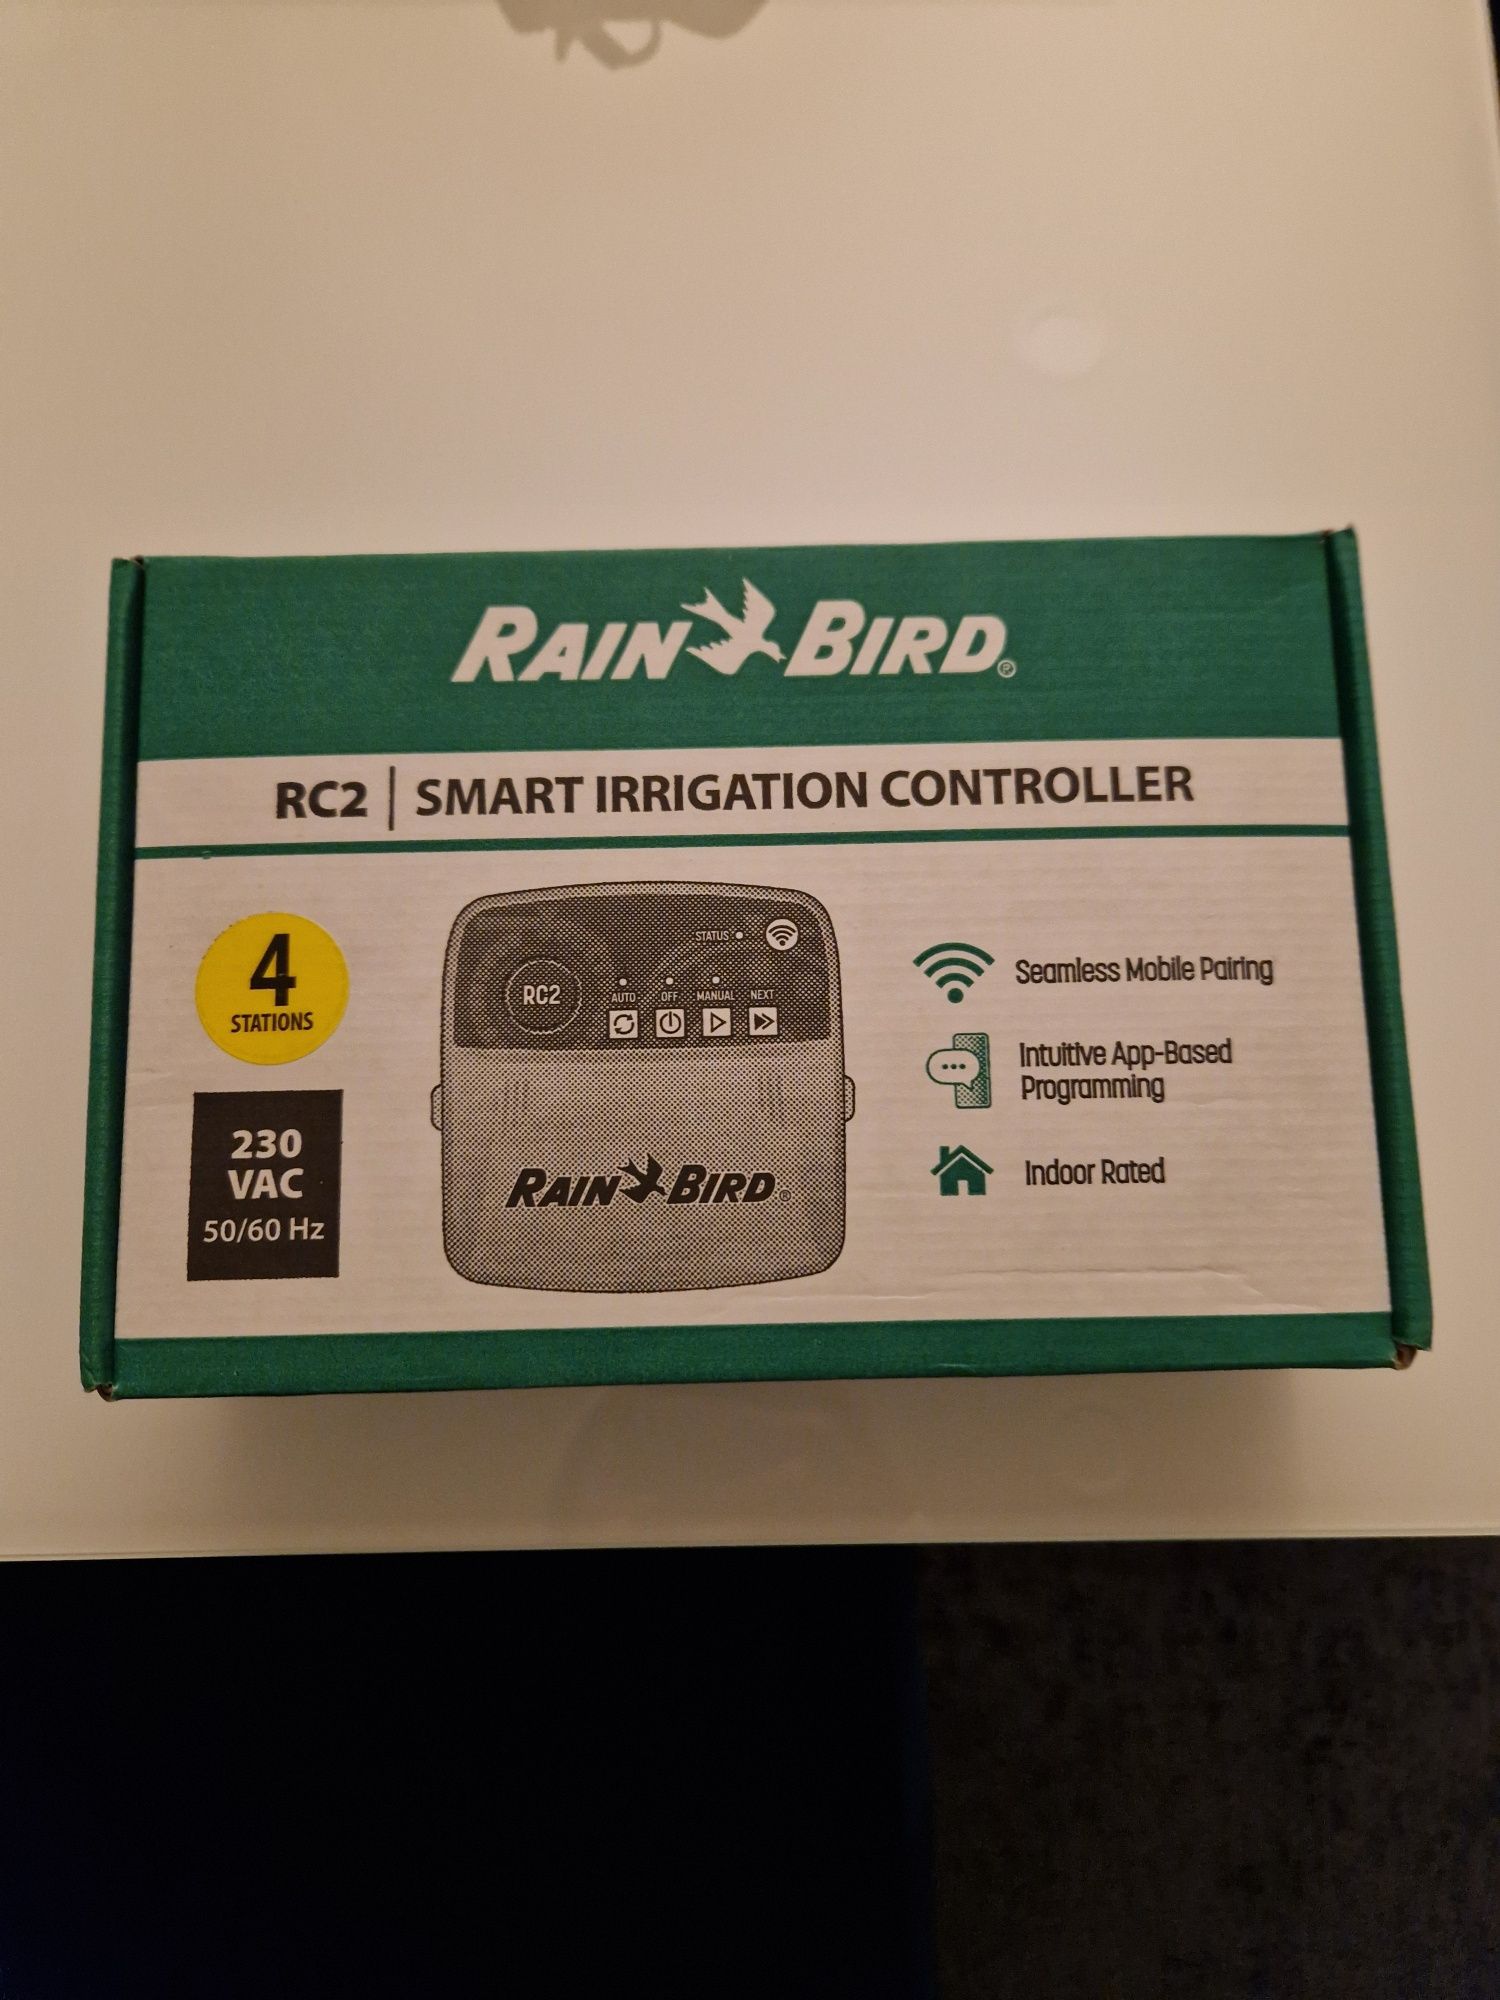 RAIN BIRD®
RC2 | SMART IRRIGATION CONTROLLER
4
STATIONS
230
VAC
50/60 Hz
STATUS
RC2
AUTO OFF MANUAL NEXT
RAIN BIRD®
Seamless Mobile Pairing
Intuitive App-Based
Programming
Indoor Rated